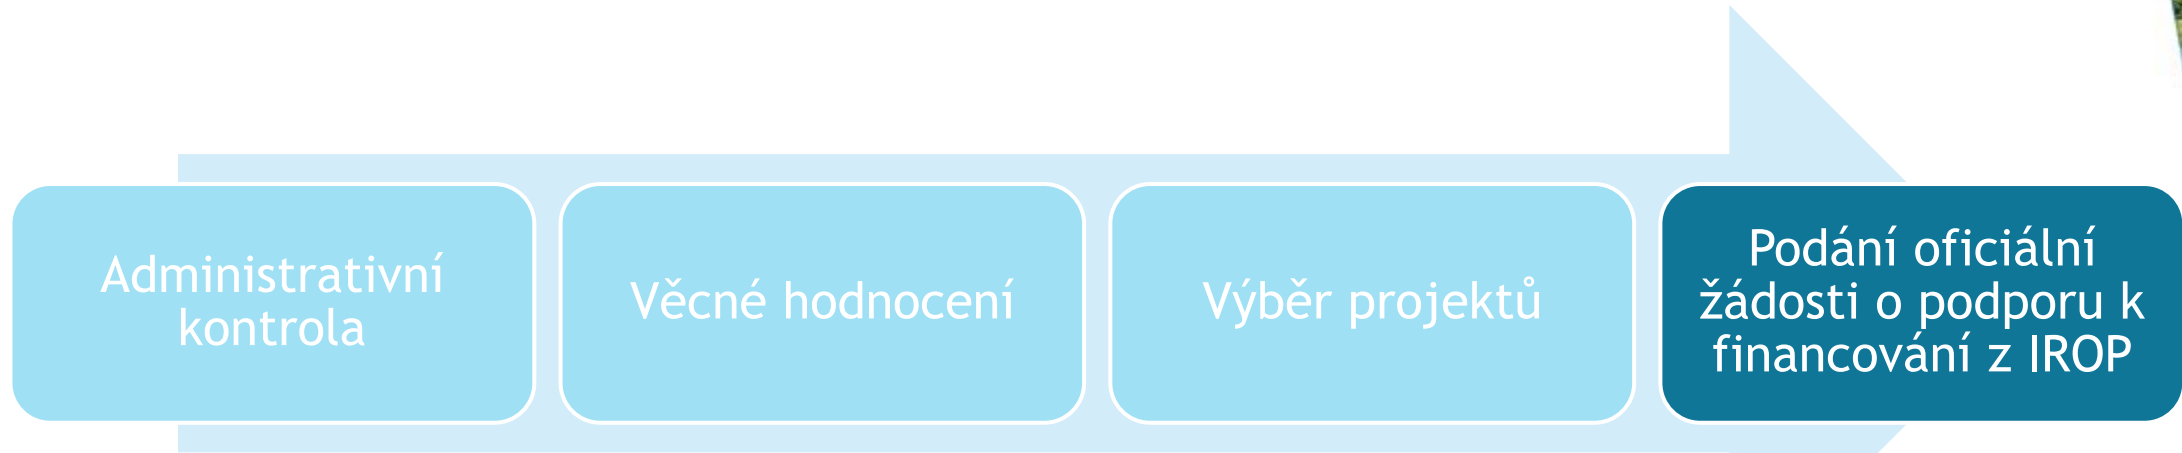 Administrativní
kontrola
Věcné hodnocení
Výběr projektů
Podání oficiální
žádosti o podporu k
financování z IROP